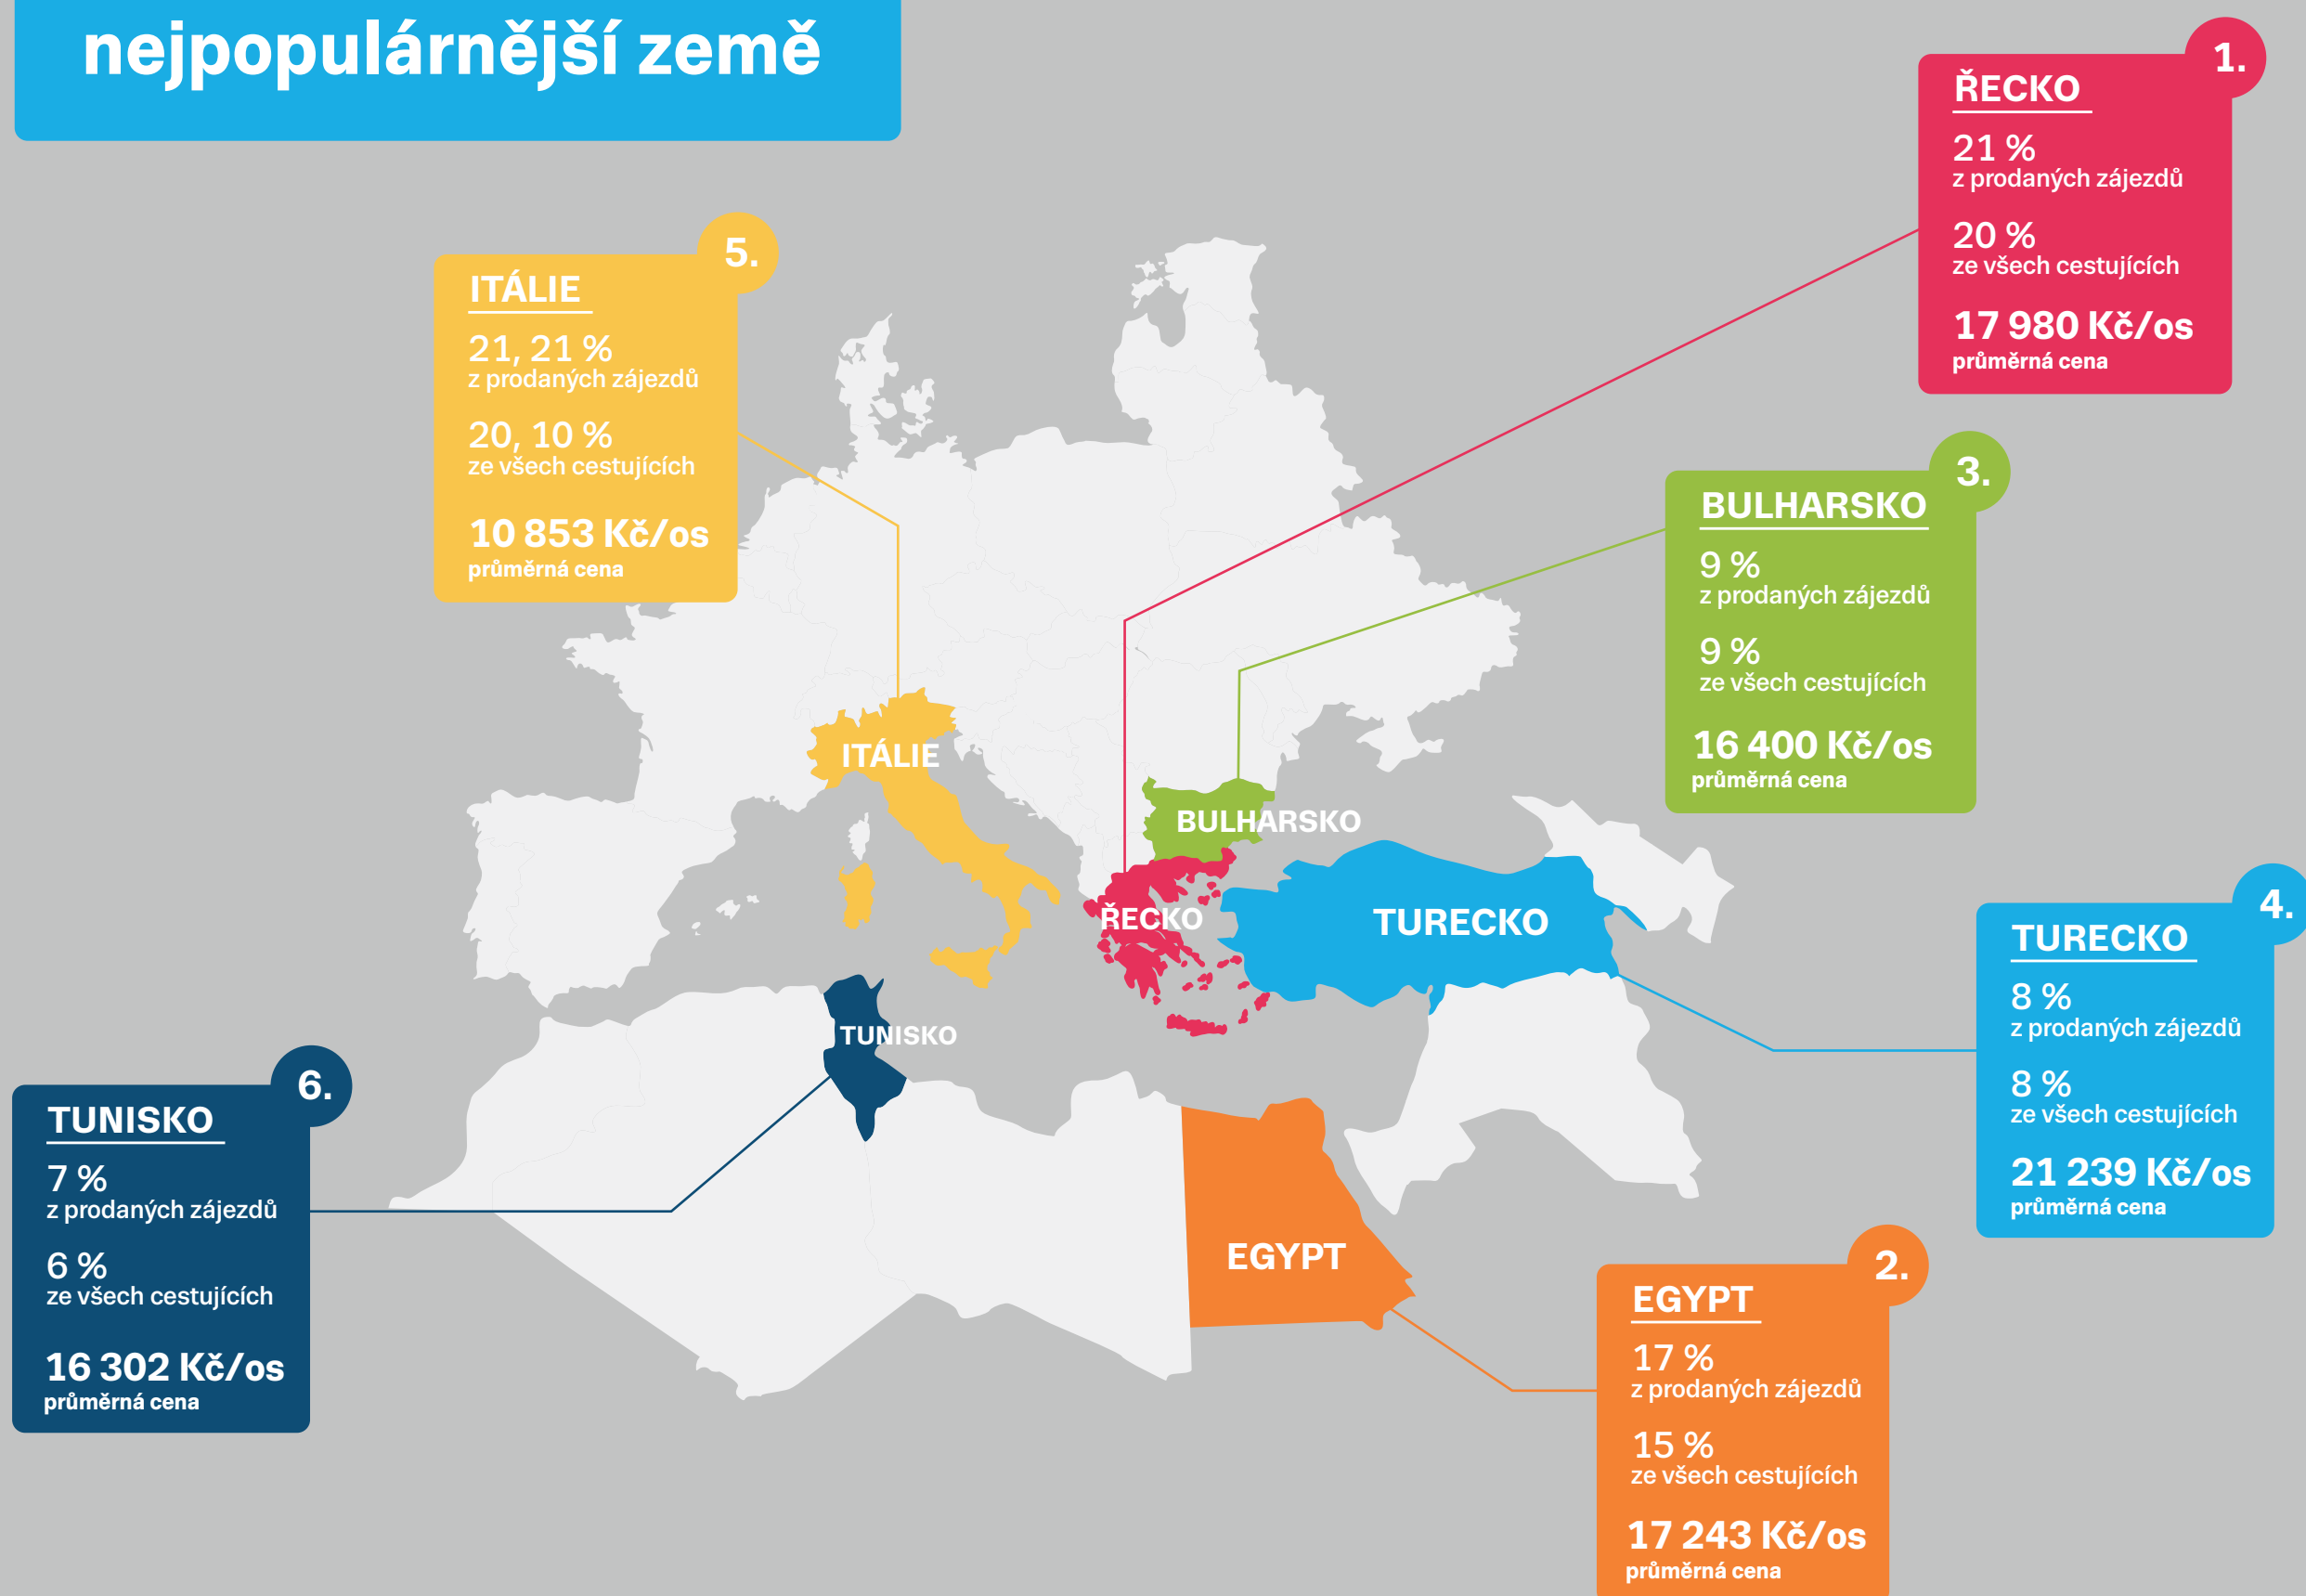 nejpopulárnější země
1.
ŘECKO
21 %
z prodaných zájezdů
20 %
ze všech cestujících
17 980 Kč/os
průměrná cena
5.
ITÁLIE
21, 21 %
z prodaných zájezdů
20, 10 %
ze všech cestujících
10 853 Kč/os
průměrná cena
3.
BULHARSKO
9 %
z prodaných zájezdů
9 %
ze všech cestujících
16 400 Kč/os
průměrná cena
ITÁLIE
BULHARSKO
ŘECKO
TURECKO
TUNISKO
EGYPT
4.
TURECKO
8 %
z prodaných zájezdů
8 %
ze všech cestujících
21 239 Kč/os
průměrná cena
6.
TUNISKO
7 %
z prodaných zájezdů
6 %
ze všech cestujících
16 302 Kč/os
průměrná cena
2.
EGYPT
17 %
z prodaných zájezdů
15 %
ze všech cestujících
17 243 Kč/os
průměrná cena